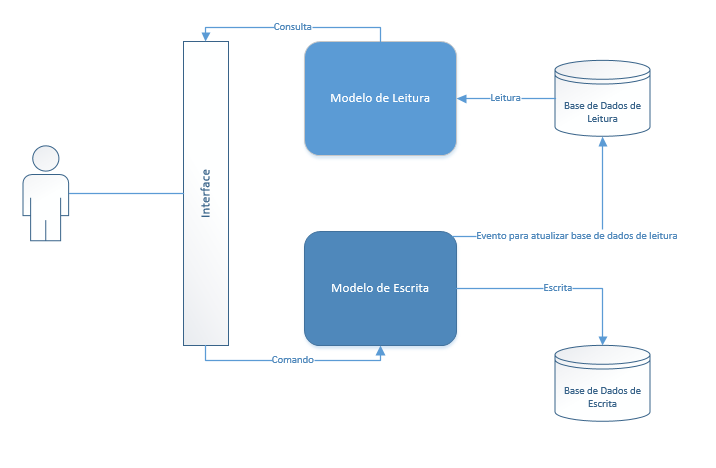 Consulta
Modelo de Leitura
Leitura
Base de Dados de
Leitura
Interface
Evento para atualizar base de dados de leitura
Modelo de Escrita
Escrita
Comando
Base de Dados de
Escrita